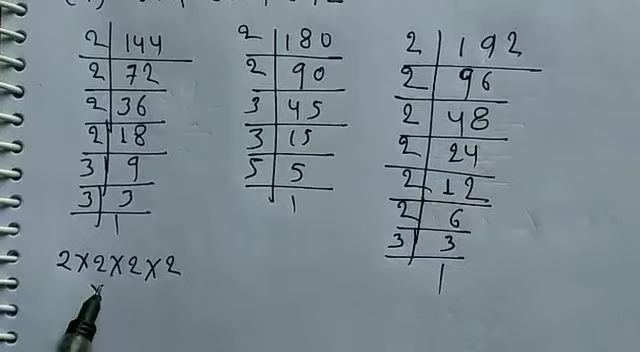 2 | 144
2 | 72
2 | 36
2 | 18
3 | 9
3 | 3
1
2 | 180
2 | 90
3 | 45
3 | 15
5 | 5
1
2 | 192
2 | 96
2 | 48
2 | 24
2 | 12
2 | 6
3 | 3
1
2×2×2×2
×